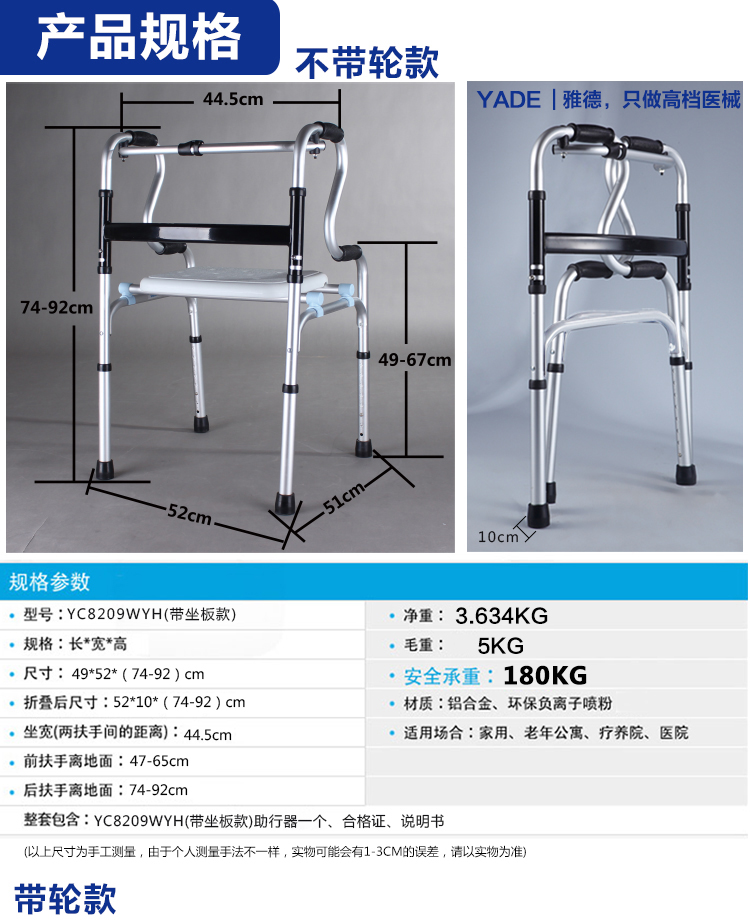 产品规格
不带轮款
YADE | 雅德，只做高档医械
44.5cm
74-92cm
49-67cm
52cm
51cm
10cm
规格参数
• 型号：YC8209WYH(带坐板款)
• 净重： 3.634KG
• 规格：长*宽*高
• 毛重： 5KG
• 尺寸： 49*52*（74-92）cm
• 安全承重：180KG
• 折叠后尺寸：52*10*（74-92）cm
• 材质：铝合金、环保负离子喷粉
• 坐宽(两扶手间的距离)：44.5cm
• 适用场合：家用、老年公寓、疗养院、医院
• 前扶手离地面：47-65cm
• 后扶手离地面：74-92cm
整套包含：YC8209WYH(带坐板款)助行器一个、合格证、说明书
(以上尺寸为手工测量，由于个人测量手法不一样，实物可能会有1-3CM的误差，请以实物为准)
带轮款